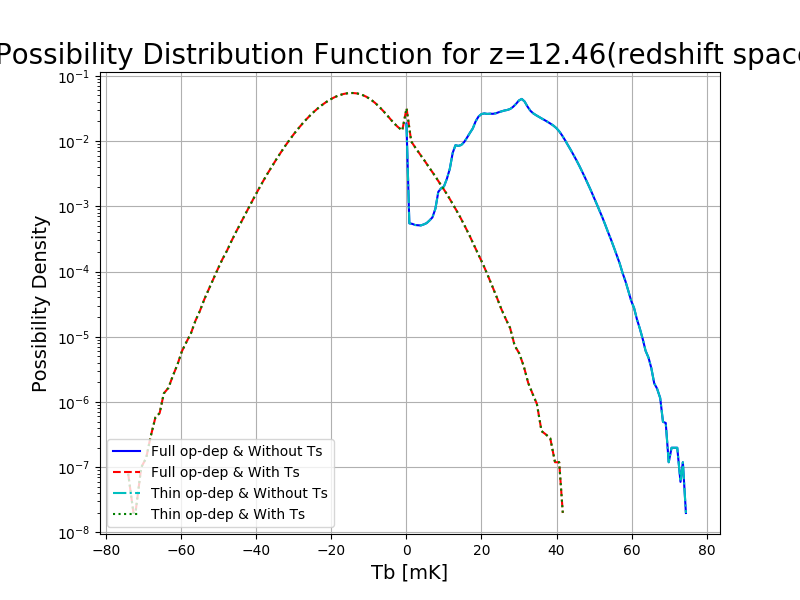 Possibility Distribution Function for z=12.46(redshift spac
Possibility Density
10⁻¹
10⁻²
10⁻³
10⁻⁴
10⁻⁵
10⁻⁶
10⁻⁷
10⁻⁸
Full op-dep & Without Ts
Full op-dep & With Ts
Thin op-dep & Without Ts
Thin op-dep & With Ts
−80 −60 −40 −20 0 20 40 60 80
Tb [mK]